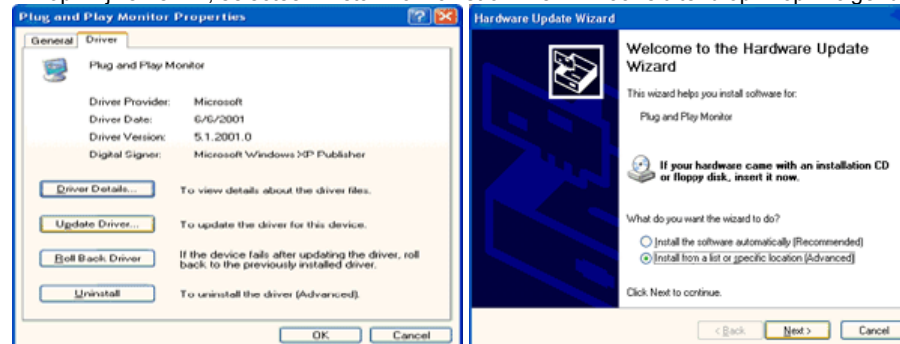 Plug and Play Monitor Properties
General Driver
Plug and Play Monitor
Driver Provider: Microsoft
Driver Date: 6/6/2001
Driver Version: 5.1.2001.0
Digital Signer: Microsoft Windows XP Publisher
Driver Details... To view details about the driver files.
Update Driver... To update the driver for this device.
Roll Back Driver If the device fails after updating the driver, roll
back to the previously installed driver.
Uninstall To uninstall the driver (Advanced).
OK Cancel
Hardware Update Wizard
Welcome to the Hardware Update
Wizard
This wizard helps you install software for:
Plug and Play Monitor
If your hardware came with an installation CD
or floppy disk, insert it now.
What do you want the wizard to do?
Install the software automatically (Recommended)
Install from a list or specific location (Advanced)
Click Next to continue.
< Back Next > Cancel